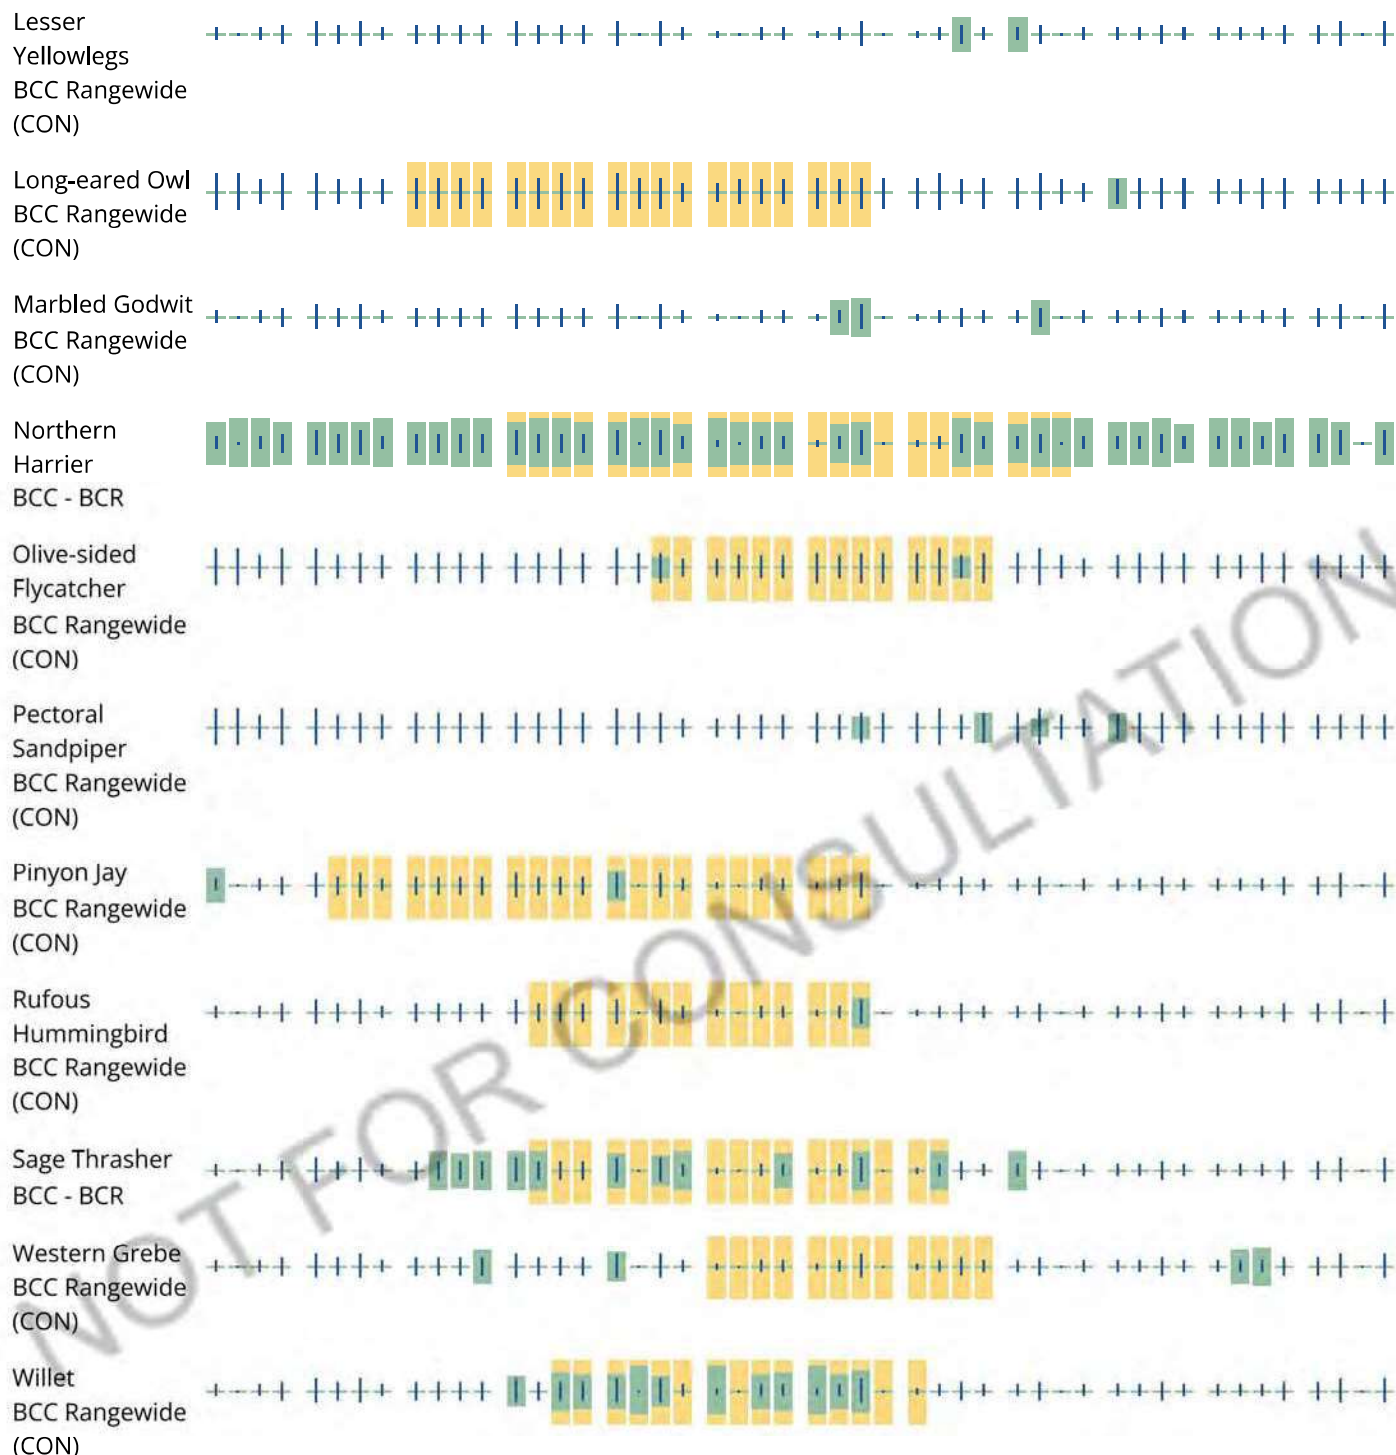 Lesser
Yellowlegs
BCC Rangewide
(CON)
Long-eared Owl
BCC Rangewide
(CON)
Marbled Godwit
BCC Rangewide
(CON)
Northern
Harrier
BCC - BCR
Olive-sided
Flycatcher
BCC Rangewide
(CON)
Pectoral
Sandpiper
BCC Rangewide
(CON)
Pinyon Jay
BCC Rangewide
(CON)
Rufous
Hummingbird
BCC Rangewide
(CON)
Sage Thrasher
BCC - BCR
Western Grebe
BCC Rangewide
(CON)
Willet
BCC Rangewide
(CON)
NOT FOR CONSULTATION